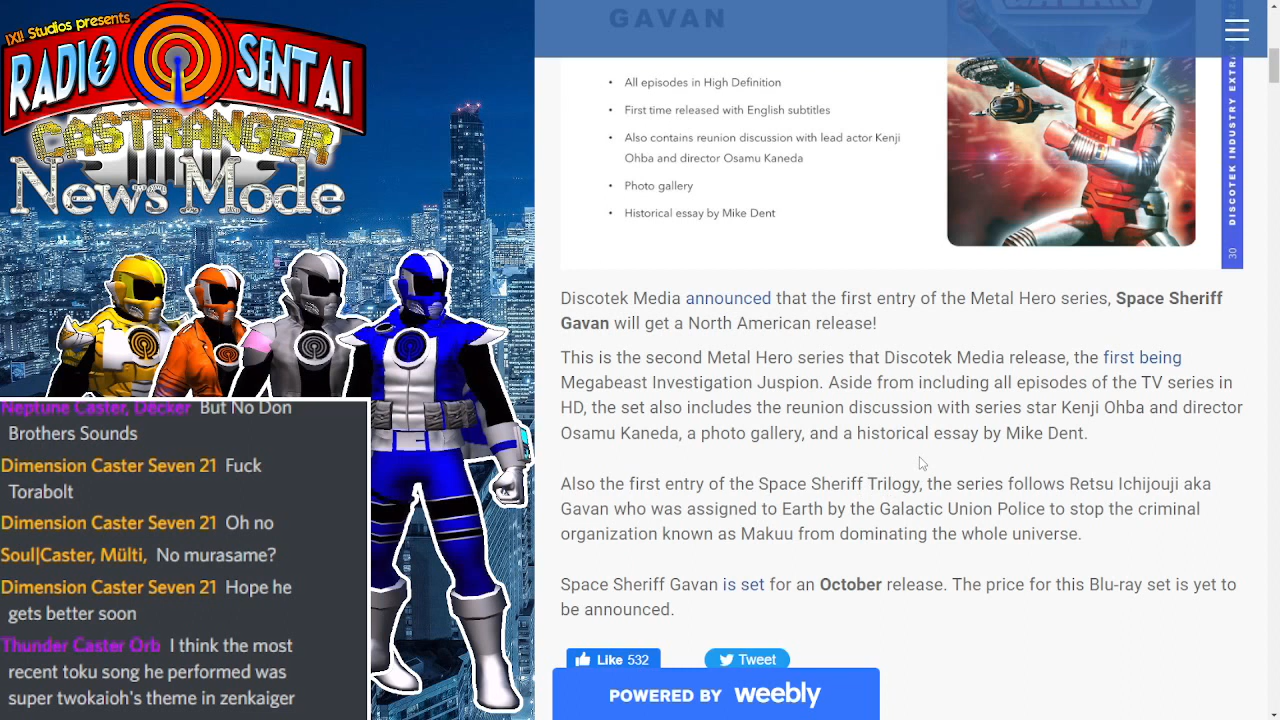 IXII Studios presents
RADIO SENTAI
CASTRANGER
News Mode
Neptune Caster, Decker But No Don
Brothers Sounds
Dimension Caster Seven 21 Fuck
Torabolt
Dimension Caster Seven 21 Oh no
Soul|Caster, Mülti, No murasame?
Dimension Caster Seven 21 Hope he
gets better soon
Thunder Caster Orb I think the most
recent toku song he performed was
super twokaioh's theme in zenkaiger
GAVAN
• All episodes in High Definition
• First time released with English subtitles
• Also contains reunion discussion with lead actor Kenji
Ohba and director Osamu Kaneda
• Photo gallery
• Historical essay by Mike Dent
GAVAN
30
Discotek Media announced that the first entry of the Metal Hero series, Space Sheriff
Gavan will get a North American release!
This is the second Metal Hero series that Discotek Media release, the first being
Megabeast Investigation Juspion. Aside from including all episodes of the TV series in
HD, the set also includes the reunion discussion with series star Kenji Ohba and director
Osamu Kaneda, a photo gallery, and a historical essay by Mike Dent.
Also the first entry of the Space Sheriff Trilogy, the series follows Retsu Ichijouji aka
Gavan who was assigned to Earth by the Galactic Union Police to stop the criminal
organization known as Makuu from dominating the whole universe.
Space Sheriff Gavan is set for an October release. The price for this Blu-ray set is yet to
be announced.
Like 532
Tweet
POWERED BY weebly
DISCOTEK INDUSTRY